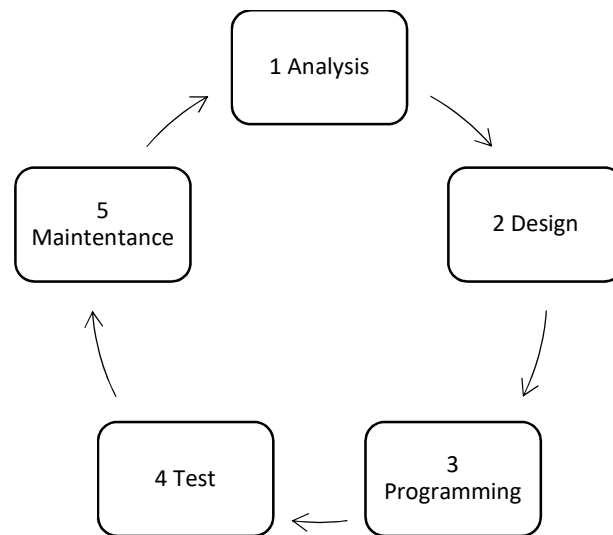 1 Analysis
2 Design
3
Programming
4 Test
5
Maintentance